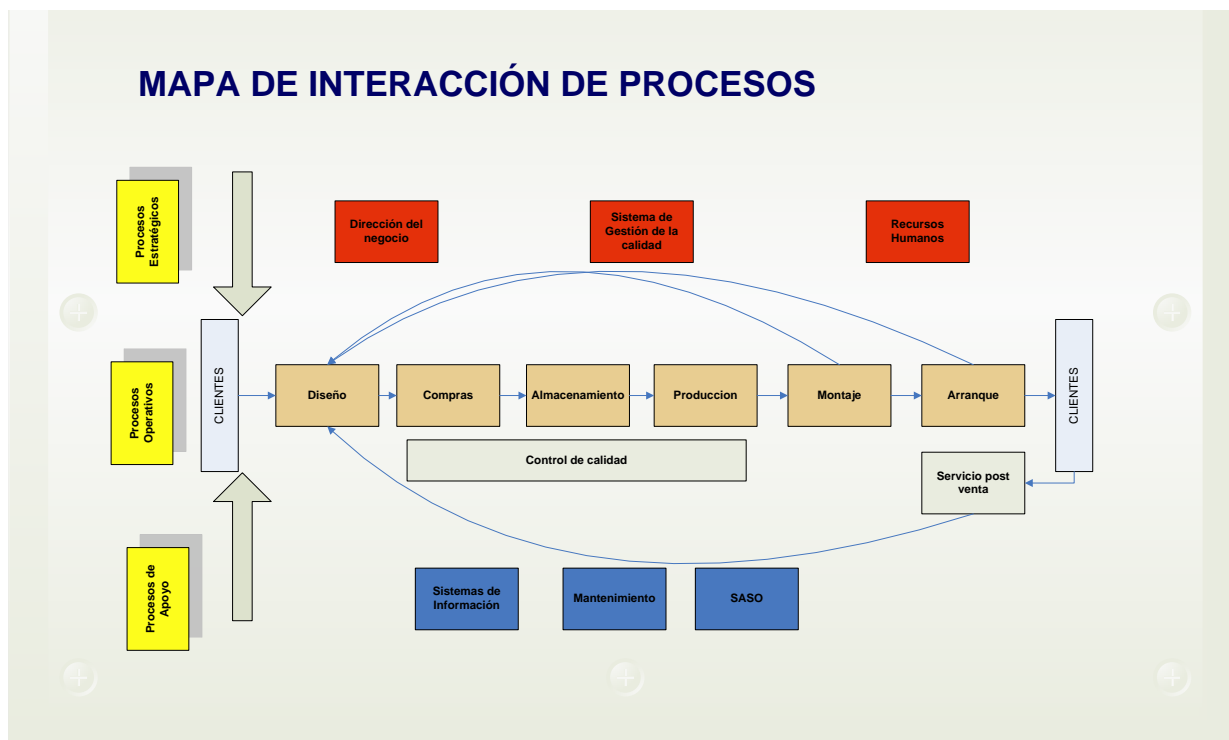 MAPA DE INTERACCIÓN DE PROCESOS
Procesos
Estratégicos
Dirección del
negocio
Sistema de
Gestión de la
calidad
Recursos
Humanos
Procesos
Operativos
CLIENTES
Diseño
Compras
Almacenamiento
Produccion
Montaje
Arranque
CLIENTES
Control de calidad
Servicio post
venta
Procesos de
Apoyo
Sistemas de
Información
Mantenimiento
SASO